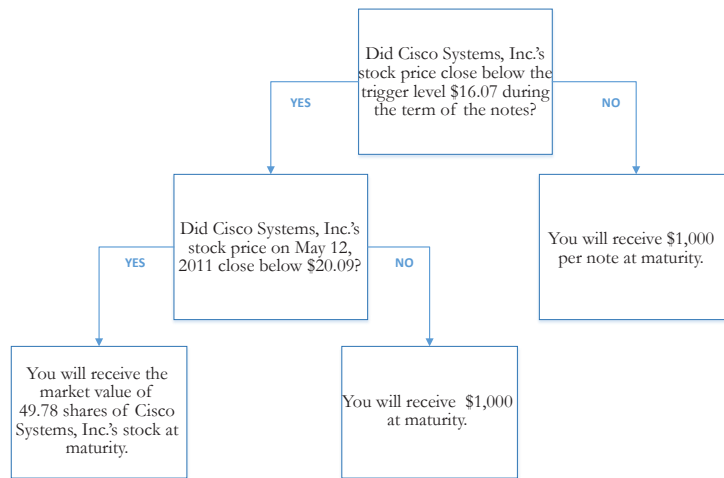 Did Cisco Systems, Inc.'s
stock price close below the
trigger level $16.07 during
the term of the notes?
YES
NO
Did Cisco Systems, Inc.'s
stock price on May 12,
2011 close below $20.09?
You will receive $1,000
per note at maturity.
YES
NO
You will receive the
market value of
49.78 shares of Cisco
Systems, Inc.'s stock at
maturity.
You will receive $1,000
at maturity.